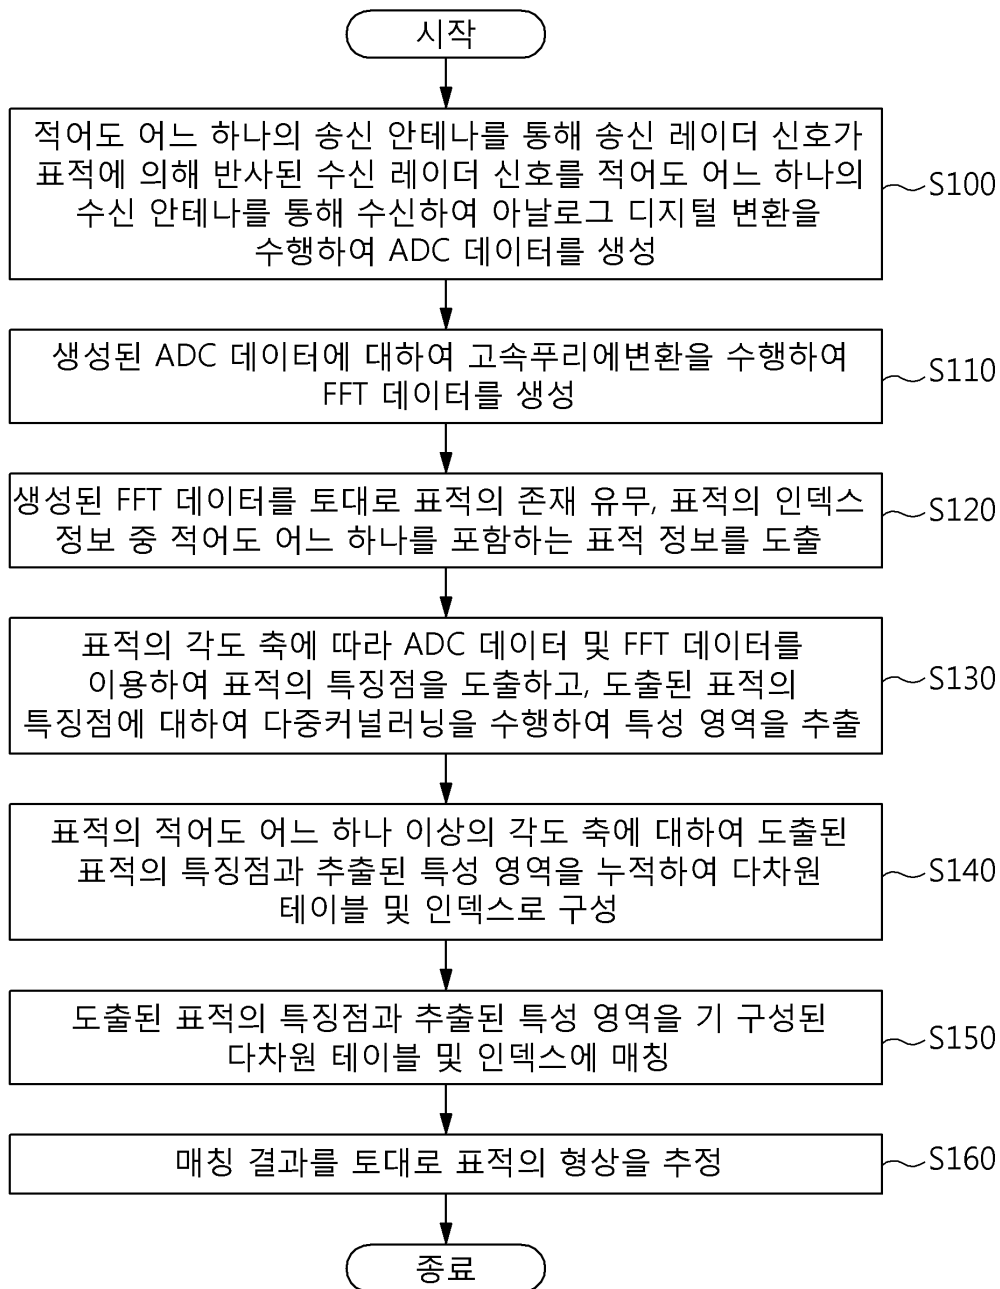 시작
적어도 어느 하나의 송신 안테나를 통해 송신 레이더 신호가
표적에 의해 반사된 수신 레이더 신호를 적어도 어느 하나의
수신 안테나를 통해 수신하여 아날로그 디지털 변환을
수행하여 ADC 데이터를 생성
S100
생성된 ADC 데이터에 대하여 고속푸리에변환을 수행하여
FFT 데이터를 생성
S110
생성된 FFT 데이터를 토대로 표적의 존재 유무, 표적의 인덱스
정보 중 적어도 어느 하나를 포함하는 표적 정보를 도출
S120
표적의 각도 축에 따라 ADC 데이터 및 FFT 데이터를
이용하여 표적의 특징점을 도출하고, 도출된 표적의
특징점에 대하여 다중커널러닝을 수행하여 특성 영역을 추출
S130
표적의 적어도 어느 하나 이상의 각도 축에 대하여 도출된
표적의 특징점과 추출된 특성 영역을 누적하여 다차원
테이블 및 인덱스로 구성
S140
도출된 표적의 특징점과 추출된 특성 영역을 기 구성된
다차원 테이블 및 인덱스에 매칭
S150
매칭 결과를 토대로 표적의 형상을 추정
S160
종료